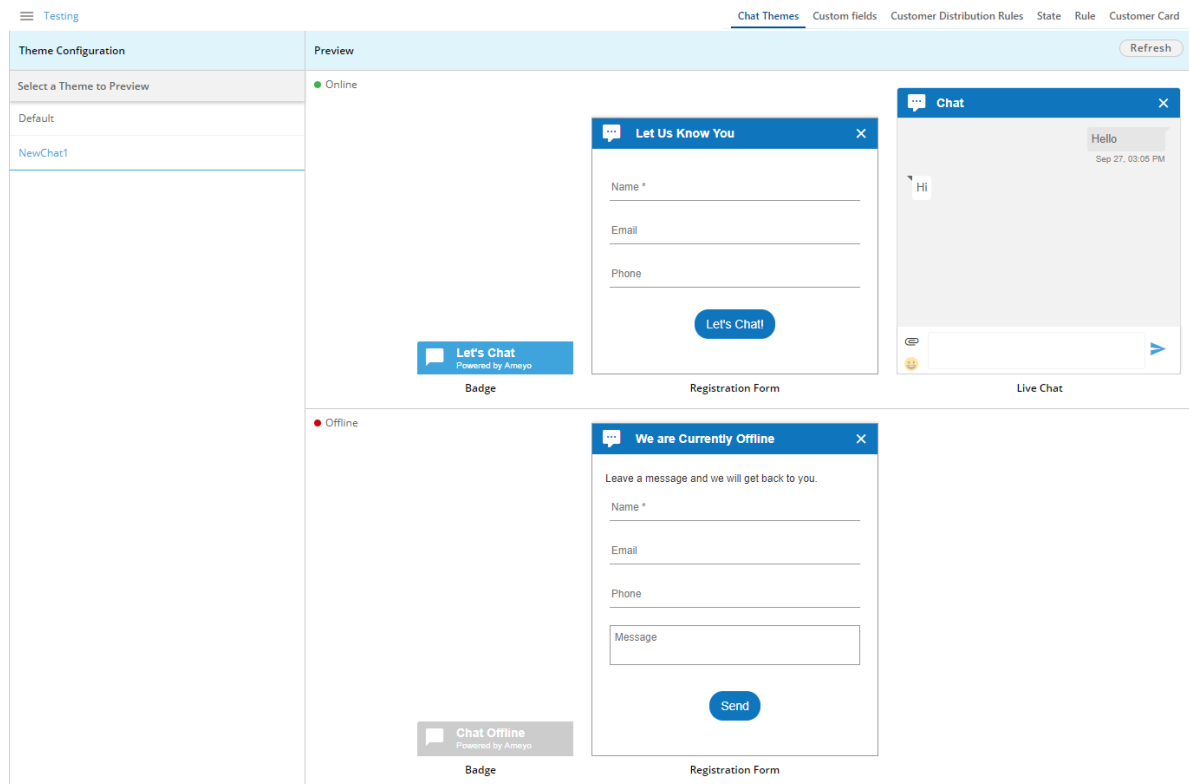 Testing
Chat Themes Custom fields Customer Distribution Rules State Rule Customer Card
Theme Configuration
Preview
Refresh
Select a Theme to Preview
Default
NewChat1
Online
Let's Chat
Powered by Ameyo
Badge
Let Us Know You
Name *
Email
Phone
Let's Chat!
Registration Form
Chat
Hello
Sep 27, 03:05 PM
Hi
Live Chat
Offline
Chat Offline
Powered by Ameyo
Badge
We are Currently Offline
Leave a message and we will get back to you.
Name *
Email
Phone
Message
Send
Registration Form